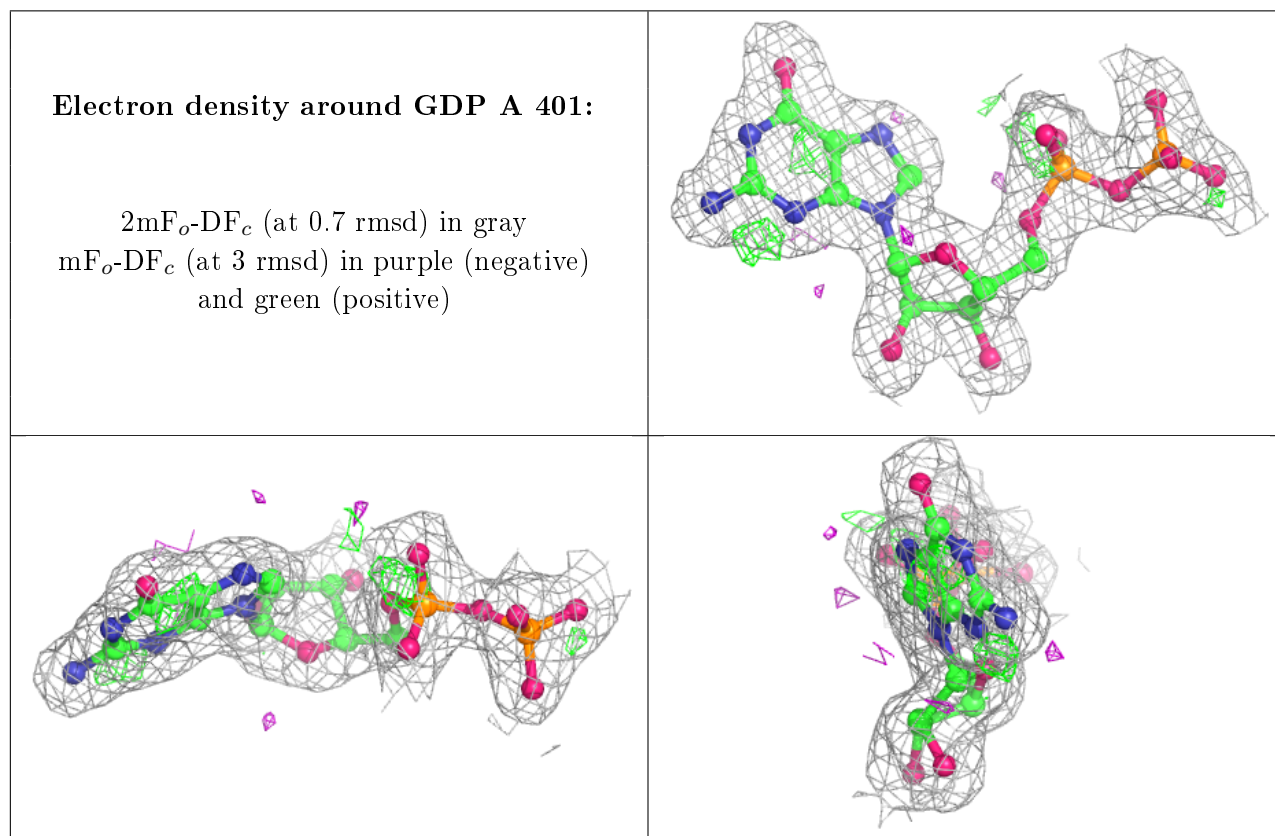 Electron density around GDP A 401:
2mFo-DFc (at 0.7 rmsd) in gray
mFo-DFc (at 3 rmsd) in purple (negative)
and green (positive)